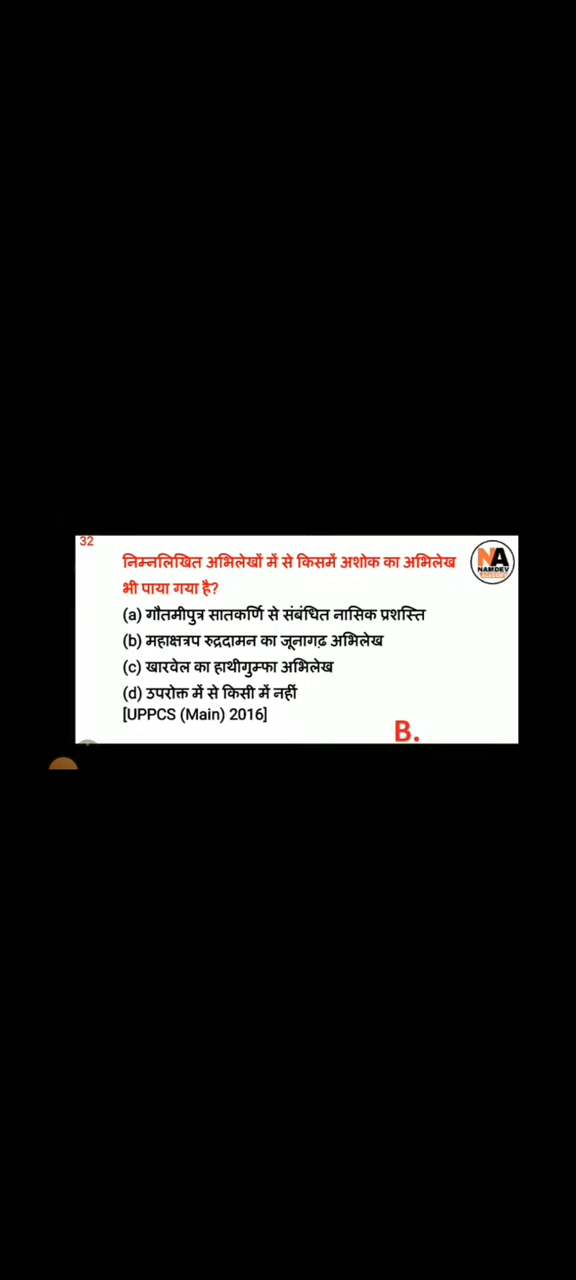 32
निम्नलिखित अभिलेखों में से किसमें अशोक का अभिलेख
भी पाया गया है?
(a) गौतमीपुत्र सातकर्णि से संबंधित नासिक प्रशस्ति
(b) महाक्षत्रप रुद्रदामन का जूनागढ़ अभिलेख
(c) खारवेल का हाथीगुम्फा अभिलेख
(d) उपरोक्त में से किसी में नहीं
[UPPCS (Main) 2016]
B.
NA
NAMDEV